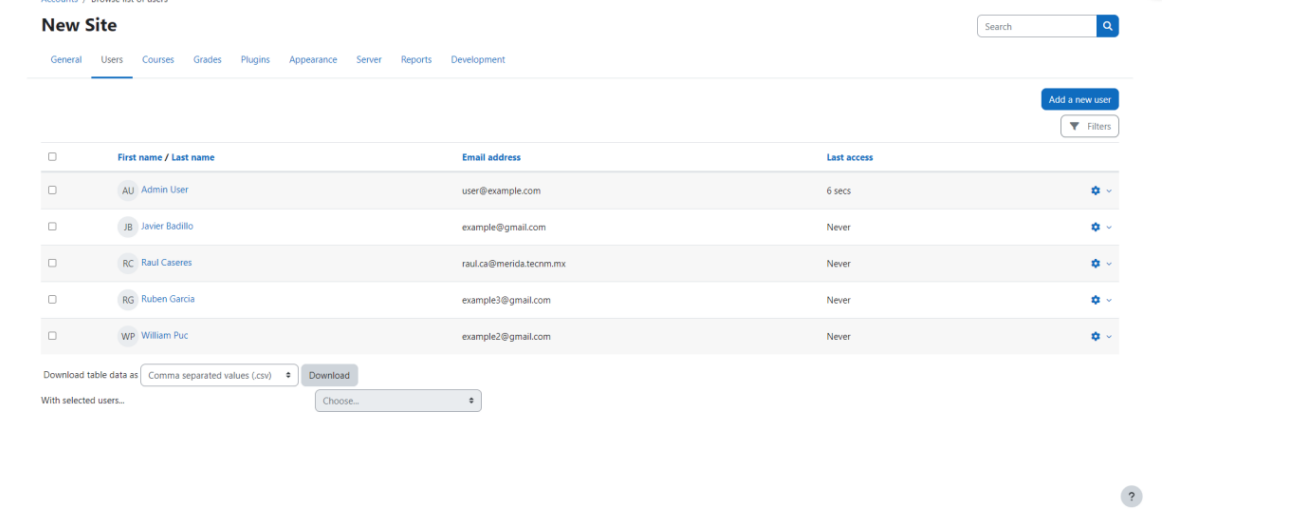 Accounts / Browse list of users
New Site
Search
General Users Courses Grades Plugins Appearance Server Reports Development
Add a new user
Filters
First name / Last name Email address Last access
AU Admin User user@example.com 6 secs
JB Javier Badillo example@gmail.com Never
RC Raul Caseres raul.ca@merida.tecnm.mx Never
RG Ruben Garcia example3@gmail.com Never
WP William Puc example2@gmail.com Never
Download table data as Comma separated values (.csv) Download
With selected users... Choose...
?